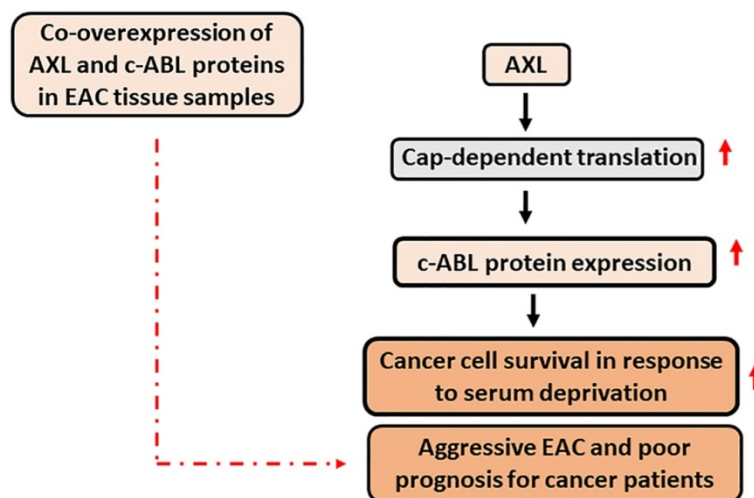 Co-overexpression of
AXL and c-ABL proteins
in EAC tissue samples
AXL
Cap-dependent translation
c-ABL protein expression
Cancer cell survival in response
to serum deprivation
Aggressive EAC and poor
prognosis for cancer patients